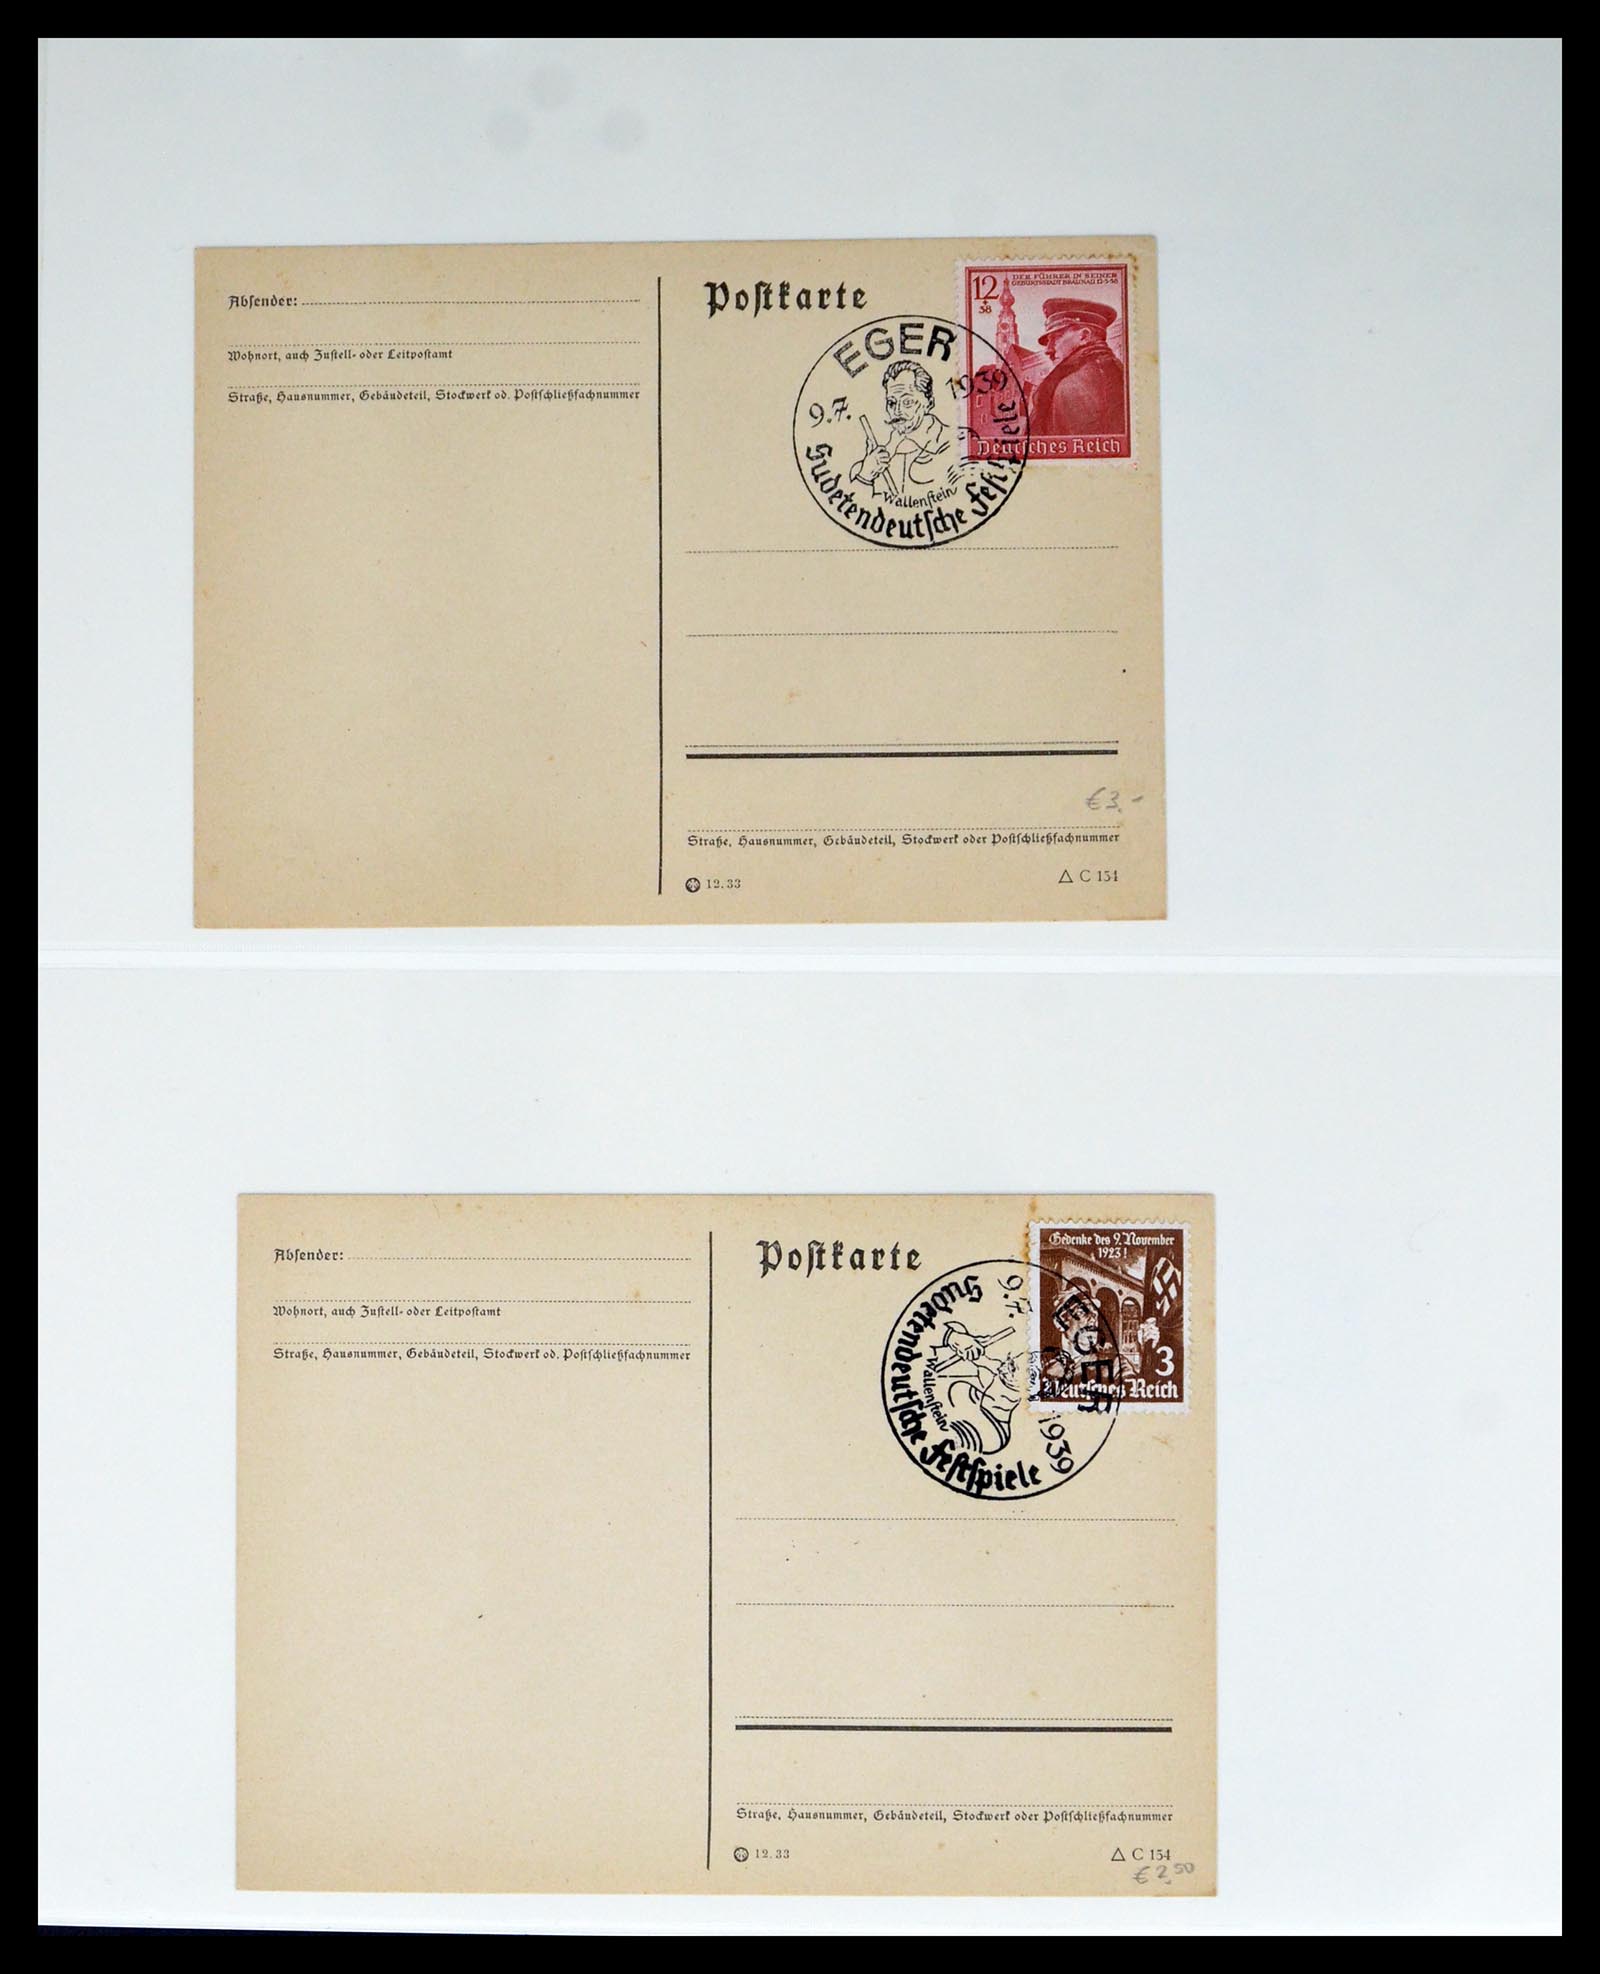 Absender:
Wohnort, auch Zustell- oder Leitpostamt
Straße, Hausnummer, Gebäudeteil, Stockwerk od. Postschließfachnummer
Postkarte
12
+
38
DER FÜHRER IN SEINER
GEBURTSSTADT BRAUNAU 12·3·38
Deutsches Reich
EGER
9.7. 1939
Wallenstein
Sudetendeutsche Festspiele
€3.-
Straße, Hausnummer, Gebäudeteil, Stockwerk oder Postschließfachnummer
12.33
△ C 154
Absender:
Wohnort, auch Zustell- oder Leitpostamt
Straße, Hausnummer, Gebäudeteil, Stockwerk od. Postschließfachnummer
Postkarte
Gedenke des 9. November
1923!
3
Deutsches Reich
EGER
9.7. 1939
Wallenstein
Sudetendeutsche Festspiele
Straße, Hausnummer, Gebäudeteil, Stockwerk oder Postschließfachnummer
12.33
△ C 154
€2,50